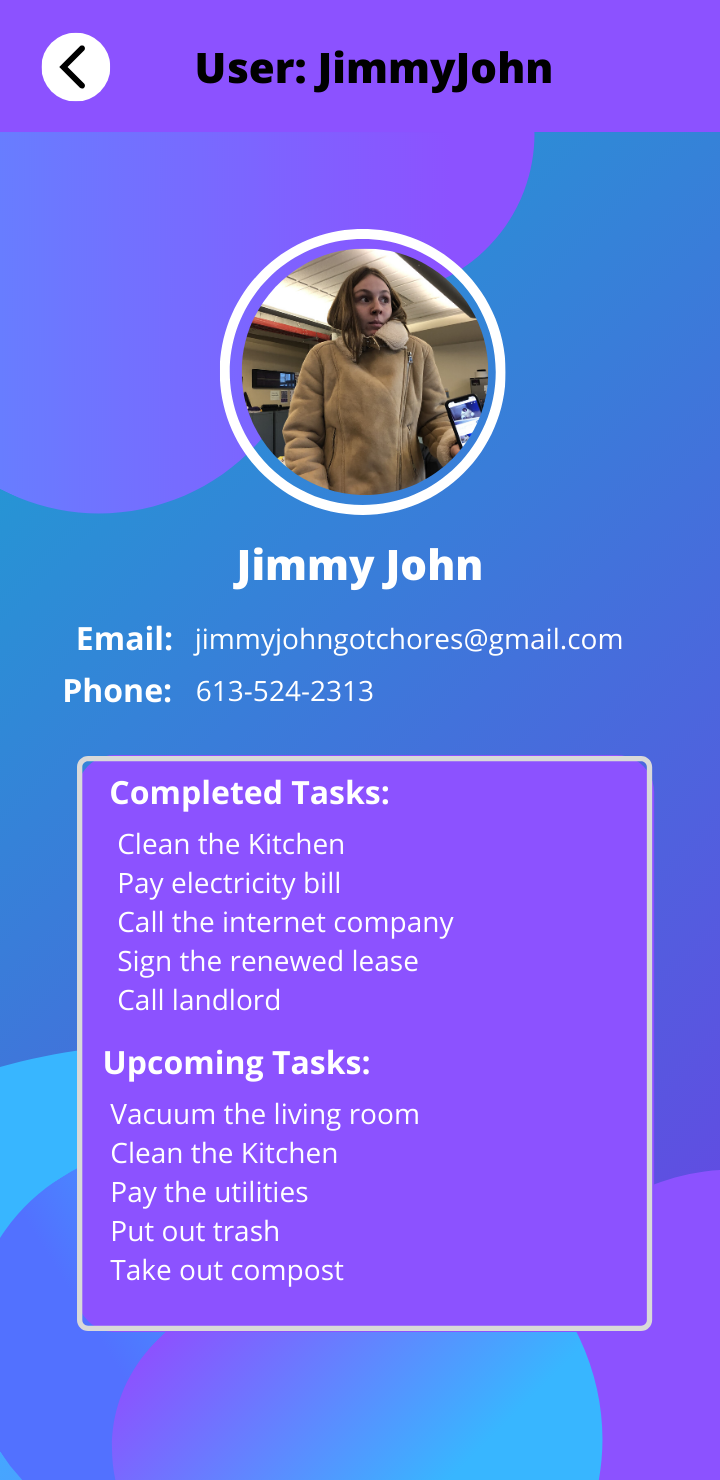 User: JimmyJohn
Jimmy John
Email: jimmyjohngotchores@gmail.com
Phone: 613-524-2313
Completed Tasks:
Clean the Kitchen
Pay electricity bill
Call the internet company
Sign the renewed lease
Call landlord
Upcoming Tasks:
Vacuum the living room
Clean the Kitchen
Pay the utilities
Put out trash
Take out compost